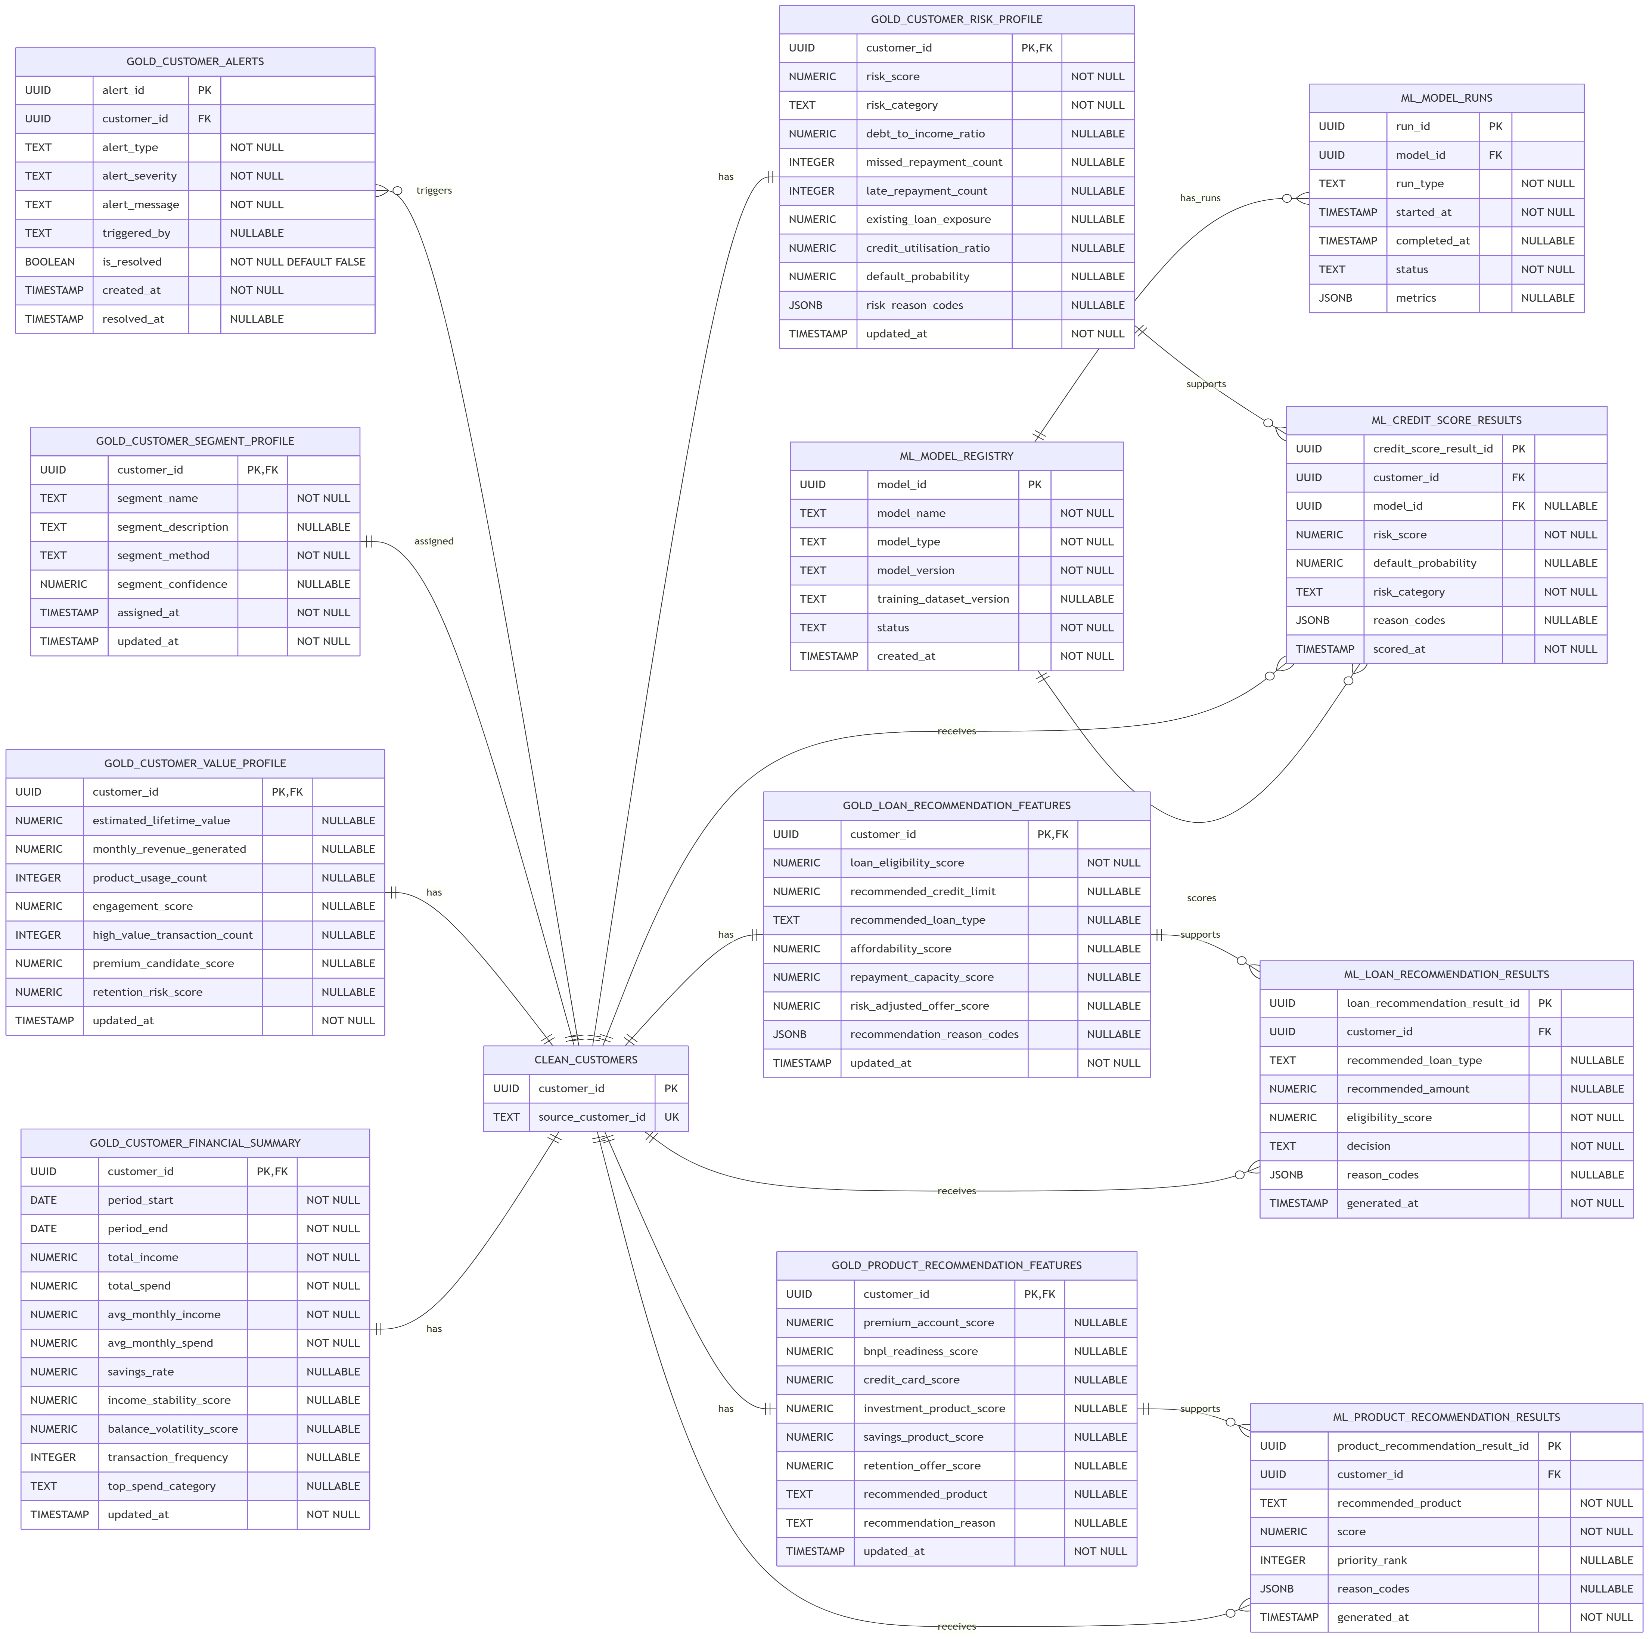 GOLD_CUSTOMER_ALERTS
UUID alert_id PK
UUID customer_id FK
TEXT alert_type NOT NULL
TEXT alert_severity NOT NULL
TEXT alert_message NOT NULL
TEXT triggered_by NULLABLE
BOOLEAN is_resolved NOT NULL DEFAULT FALSE
TIMESTAMP created_at NOT NULL
TIMESTAMP resolved_at NULLABLE
triggers
GOLD_CUSTOMER_SEGMENT_PROFILE
UUID customer_id PK,FK
TEXT segment_name NOT NULL
TEXT segment_description NULLABLE
TEXT segment_method NOT NULL
NUMERIC segment_confidence NULLABLE
TIMESTAMP assigned_at NOT NULL
TIMESTAMP updated_at NOT NULL
assigned
GOLD_CUSTOMER_VALUE_PROFILE
UUID customer_id PK,FK
NUMERIC estimated_lifetime_value NULLABLE
NUMERIC monthly_revenue_generated NULLABLE
INTEGER product_usage_count NULLABLE
NUMERIC engagement_score NULLABLE
INTEGER high_value_transaction_count NULLABLE
NUMERIC premium_candidate_score NULLABLE
NUMERIC retention_risk_score NULLABLE
TIMESTAMP updated_at NOT NULL
has
GOLD_CUSTOMER_FINANCIAL_SUMMARY
UUID customer_id PK,FK
DATE period_start NOT NULL
DATE period_end NOT NULL
NUMERIC total_income NOT NULL
NUMERIC total_spend NOT NULL
NUMERIC avg_monthly_income NOT NULL
NUMERIC avg_monthly_spend NOT NULL
NUMERIC savings_rate NULLABLE
NUMERIC income_stability_score NULLABLE
NUMERIC balance_volatility_score NULLABLE
INTEGER transaction_frequency NULLABLE
TEXT top_spend_category NULLABLE
TIMESTAMP updated_at NOT NULL
has
CLEAN_CUSTOMERS
UUID customer_id PK
TEXT source_customer_id UK
has
GOLD_CUSTOMER_RISK_PROFILE
UUID customer_id PK,FK
NUMERIC risk_score NOT NULL
TEXT risk_category NOT NULL
NUMERIC debt_to_income_ratio NULLABLE
INTEGER missed_repayment_count NULLABLE
INTEGER late_repayment_count NULLABLE
NUMERIC existing_loan_exposure NULLABLE
NUMERIC credit_utilisation_ratio NULLABLE
NUMERIC default_probability NULLABLE
JSONB risk_reason_codes NULLABLE
TIMESTAMP updated_at NOT NULL
ML_MODEL_REGISTRY
UUID model_id PK
TEXT model_name NOT NULL
TEXT model_type NOT NULL
TEXT model_version NOT NULL
TEXT training_dataset_version NULLABLE
TEXT status NOT NULL
TIMESTAMP created_at NOT NULL
receives
has
GOLD_LOAN_RECOMMENDATION_FEATURES
UUID customer_id PK,FK
NUMERIC loan_eligibility_score NOT NULL
NUMERIC recommended_credit_limit NULLABLE
TEXT recommended_loan_type NULLABLE
NUMERIC affordability_score NULLABLE
NUMERIC repayment_capacity_score NULLABLE
NUMERIC risk_adjusted_offer_score NULLABLE
JSONB recommendation_reason_codes NULLABLE
TIMESTAMP updated_at NOT NULL
receives
has
GOLD_PRODUCT_RECOMMENDATION_FEATURES
UUID customer_id PK,FK
NUMERIC premium_account_score NULLABLE
NUMERIC bnpl_readiness_score NULLABLE
NUMERIC credit_card_score NULLABLE
NUMERIC investment_product_score NULLABLE
NUMERIC savings_product_score NULLABLE
NUMERIC retention_offer_score NULLABLE
TEXT recommended_product NULLABLE
TEXT recommendation_reason NULLABLE
TIMESTAMP updated_at NOT NULL
receives
has_runs
ML_MODEL_RUNS
UUID run_id PK
UUID model_id FK
TEXT run_type NOT NULL
TIMESTAMP started_at NOT NULL
TIMESTAMP completed_at NULLABLE
TEXT status NOT NULL
JSONB metrics NULLABLE
supports
ML_CREDIT_SCORE_RESULTS
UUID credit_score_result_id PK
UUID customer_id FK
UUID model_id FK NULLABLE
NUMERIC risk_score NOT NULL
NUMERIC default_probability NULLABLE
TEXT risk_category NOT NULL
JSONB reason_codes NULLABLE
TIMESTAMP scored_at NOT NULL
scores
supports
ML_LOAN_RECOMMENDATION_RESULTS
UUID loan_recommendation_result_id PK
UUID customer_id FK
TEXT recommended_loan_type NULLABLE
NUMERIC recommended_amount NULLABLE
NUMERIC eligibility_score NOT NULL
TEXT decision NOT NULL
JSONB reason_codes NULLABLE
TIMESTAMP generated_at NOT NULL
supports
ML_PRODUCT_RECOMMENDATION_RESULTS
UUID product_recommendation_result_id PK
UUID customer_id FK
TEXT recommended_product NOT NULL
NUMERIC score NOT NULL
INTEGER priority_rank NULLABLE
JSONB reason_codes NULLABLE
TIMESTAMP generated_at NOT NULL